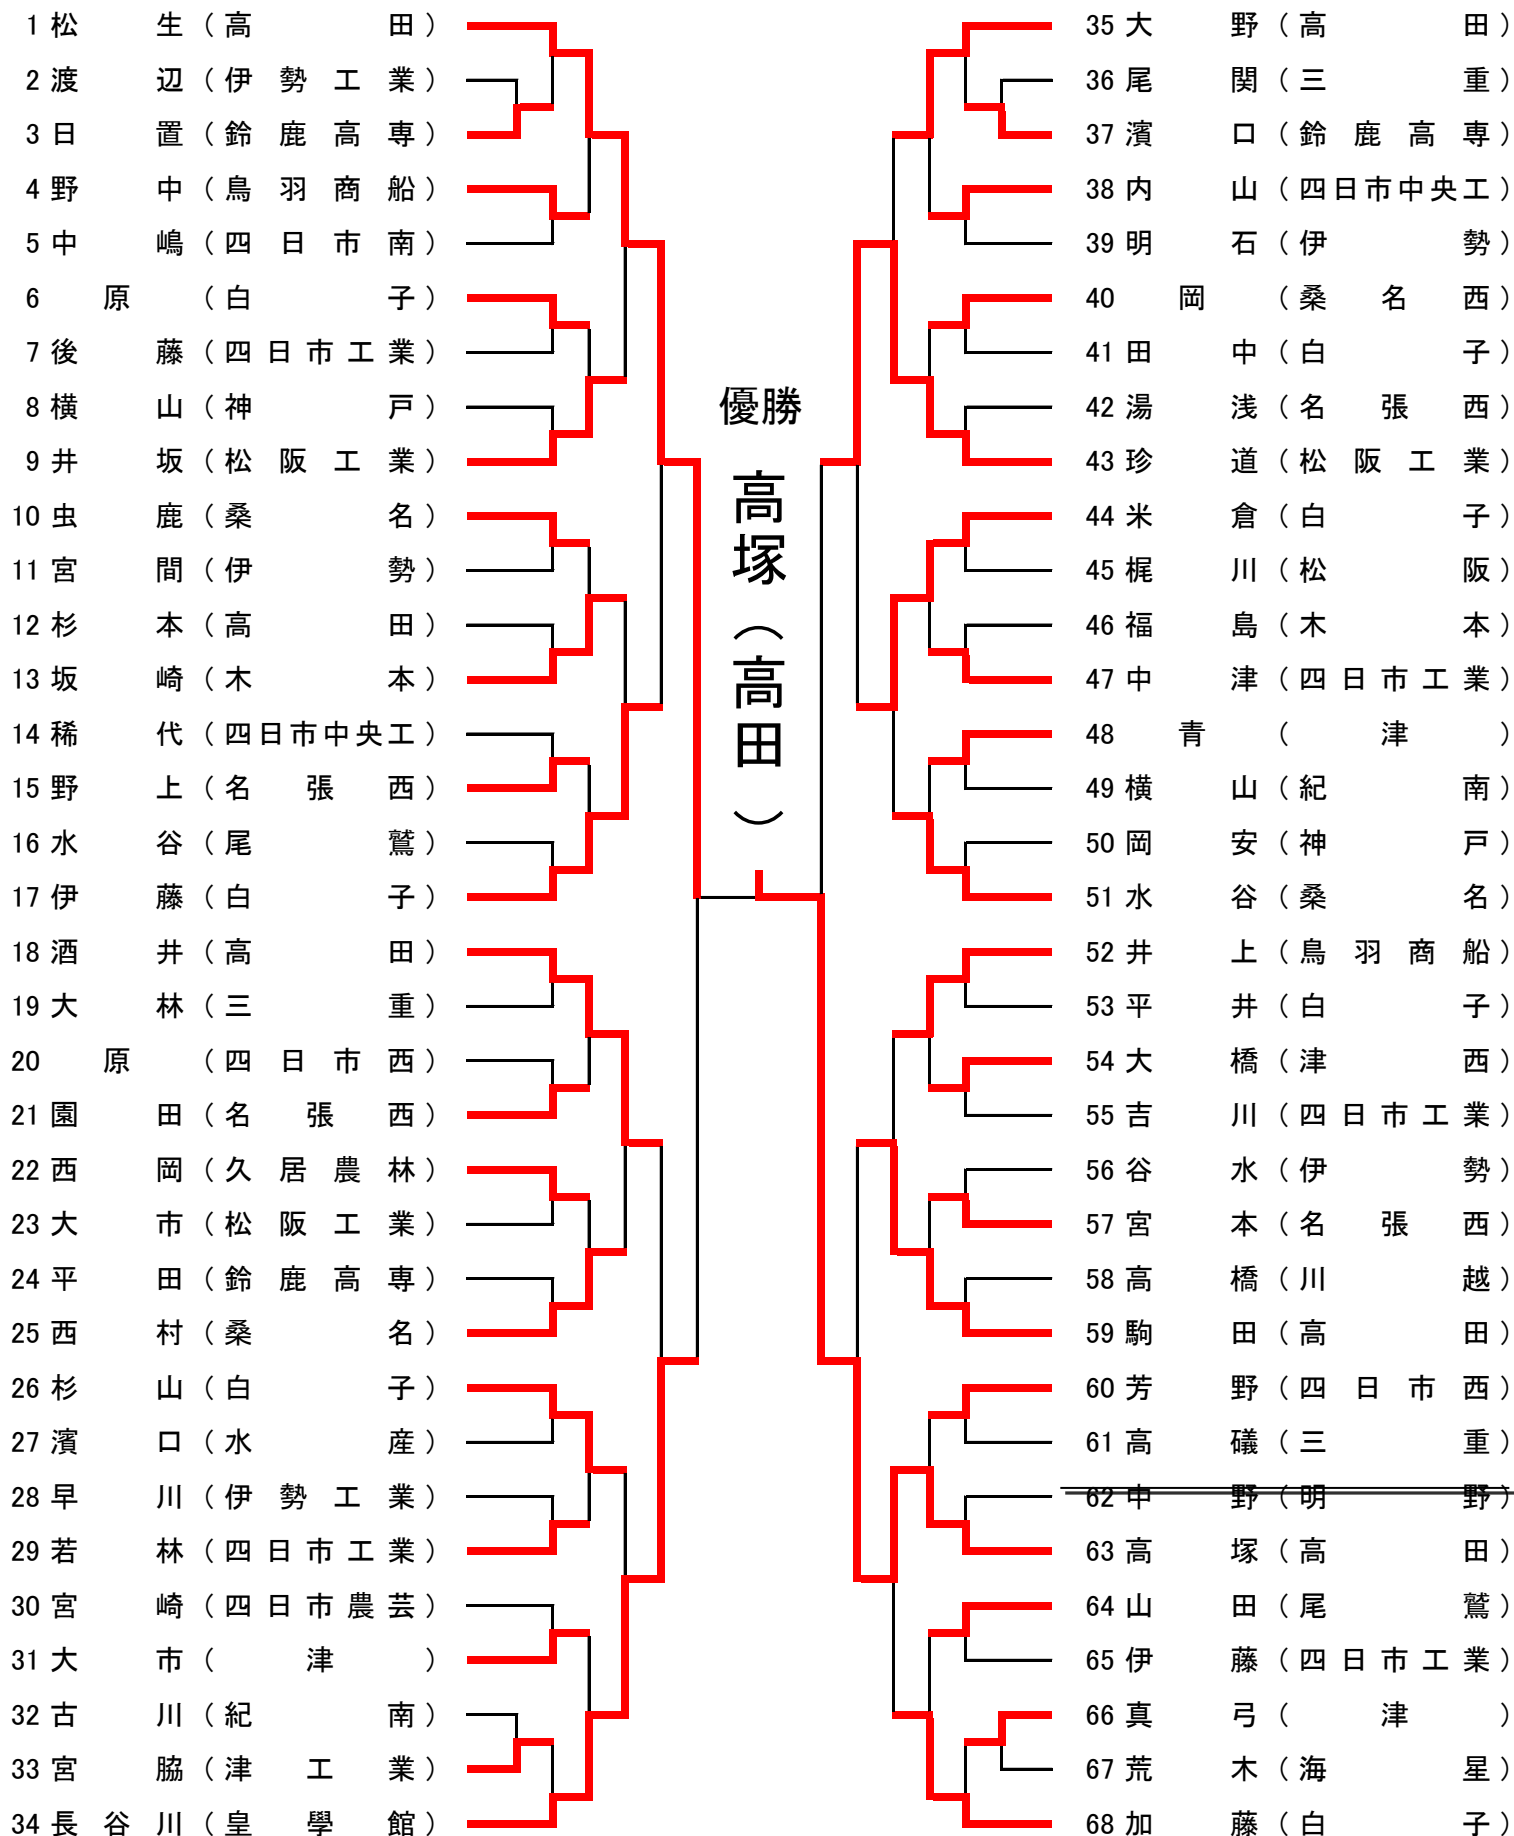 1 松生（高田）
2 渡辺（伊勢工業）
3 日置（鈴鹿高専）
4 野中（鳥羽商船）
5 中嶋（四日市南）
6 原（白子）
7 後藤（四日市工業）
8 横山（神戸）
9 井坂（松阪工業）
10 虫鹿（桑名）
11 宮間（伊勢）
12 杉本（高田）
13 坂崎（木本）
14 稀代（四日市中央工）
15 野上（名張西）
16 水谷（尾鷲）
17 伊藤（白子）
18 酒井（高田）
19 大林（三重）
20 原（四日市西）
21 園田（名張西）
22 西岡（久居農林）
23 大市（松阪工業）
24 平田（鈴鹿高専）
25 西村（桑名）
26 杉山（白子）
27 濱口（水産）
28 早川（伊勢工業）
29 若林（四日市工業）
30 宮崎（四日市農芸）
31 大市（津）
32 古川（紀南）
33 宮脇（津工業）
34 長谷川（皇學館）
優勝
高塚（高田）
35 大野（高田）
36 尾関（三重）
37 濱口（鈴鹿高専）
38 内山（四日市中央工）
39 明石（伊勢）
40 岡（桑名西）
41 田中（白子）
42 湯浅（名張西）
43 珍道（松阪工業）
44 米倉（白子）
45 梶川（松阪）
46 福島（木本）
47 中津（四日市工業）
48 青（津）
49 横山（紀南）
50 岡安（神戸）
51 水谷（桑名）
52 井上（鳥羽商船）
53 平井（白子）
54 大橋（津西）
55 吉川（四日市工業）
56 谷水（伊勢）
57 宮本（名張西）
58 高橋（川越）
59 駒田（高田）
60 芳野（四日市西）
61 高礒（三重）
62 中野（明野）
63 高塚（高田）
64 山田（尾鷲）
65 伊藤（四日市工業）
66 真弓（津）
67 荒木（海星）
68 加藤（白子）